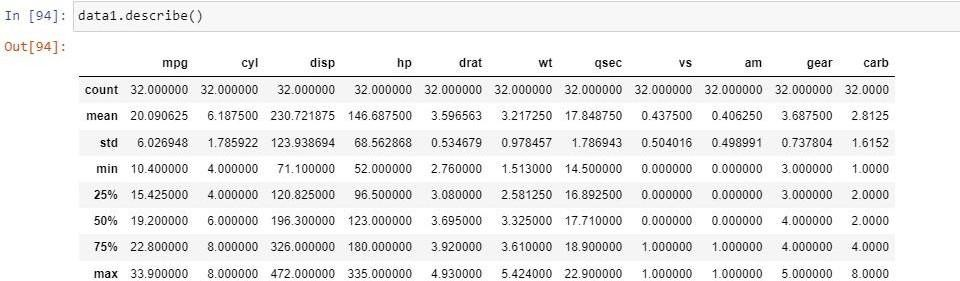 In [94]: data1.describe()
Out[94]:
mpg cyl disp hp drat wt qsec vs am gear carb
count 32.000000 32.000000 32.000000 32.000000 32.000000 32.000000 32.000000 32.000000 32.000000 32.000000 32.0000
mean 20.090625 6.187500 230.721875 146.687500 3.596563 3.217250 17.848750 0.437500 0.406250 3.687500 2.8125
std 6.026948 1.785922 123.938694 68.562868 0.534679 0.978457 1.786943 0.504016 0.498991 0.737804 1.6152
min 10.400000 4.000000 71.100000 52.000000 2.760000 1.513000 14.500000 0.000000 0.000000 3.000000 1.0000
25% 15.425000 4.000000 120.825000 96.500000 3.080000 2.581250 16.892500 0.000000 0.000000 3.000000 2.0000
50% 19.200000 6.000000 196.300000 123.000000 3.695000 3.325000 17.710000 0.000000 0.000000 4.000000 2.0000
75% 22.800000 8.000000 326.000000 180.000000 3.920000 3.610000 18.900000 1.000000 1.000000 4.000000 4.0000
max 33.900000 8.000000 472.000000 335.000000 4.930000 5.424000 22.900000 1.000000 1.000000 5.000000 8.0000